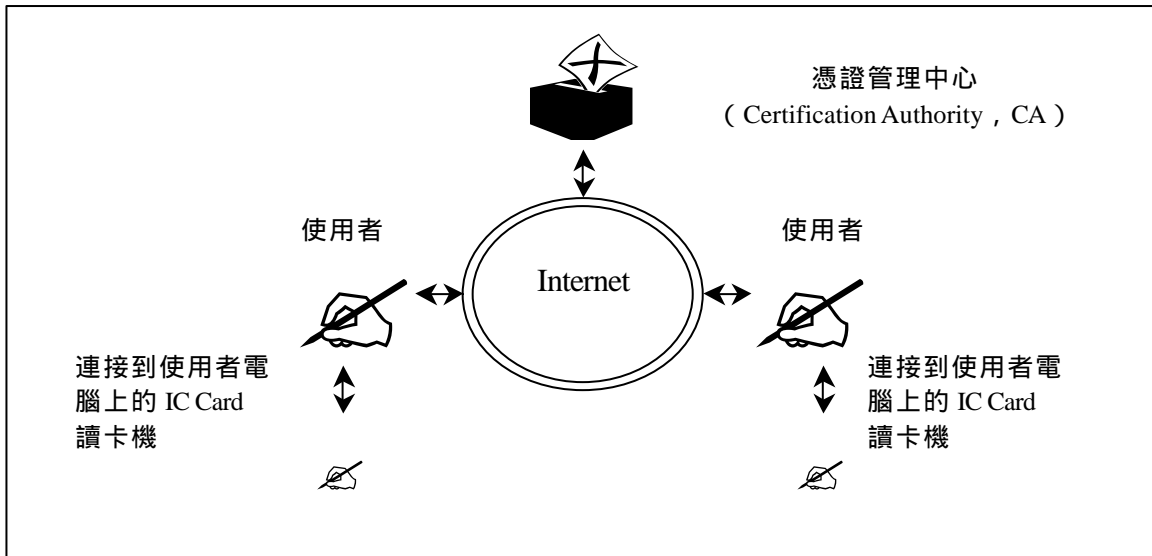 憑證管理中心
（Certification Authority，CA）
使用者
使用者
Internet
連接到使用者電
腦上的 IC Card
讀卡機
連接到使用者電
腦上的 IC Card
讀卡機